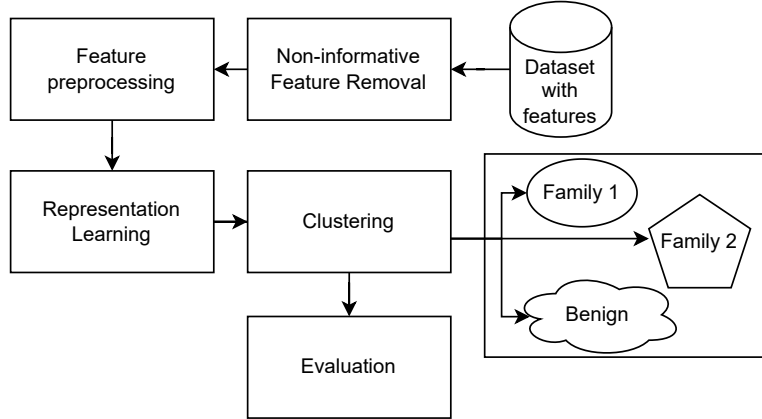 Feature
preprocessing
Non-informative
Feature Removal
Dataset
with
features
Representation
Learning
Clustering
Family 1
Family 2
Benign
Evaluation